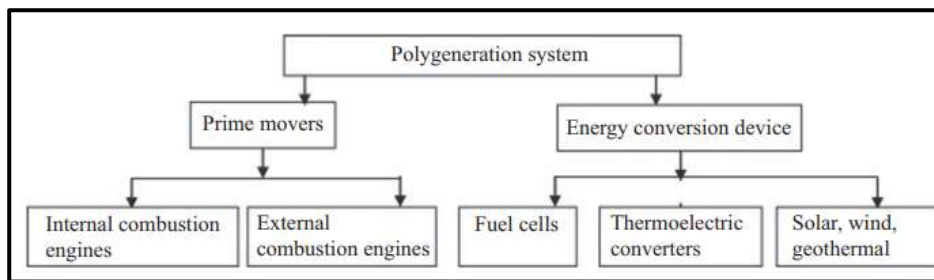 Polygeneration system
Prime movers
Energy conversion device
Internal combustion
engines
External
combustion engines
Fuel cells
Thermoelectric
converters
Solar, wind,
geothermal